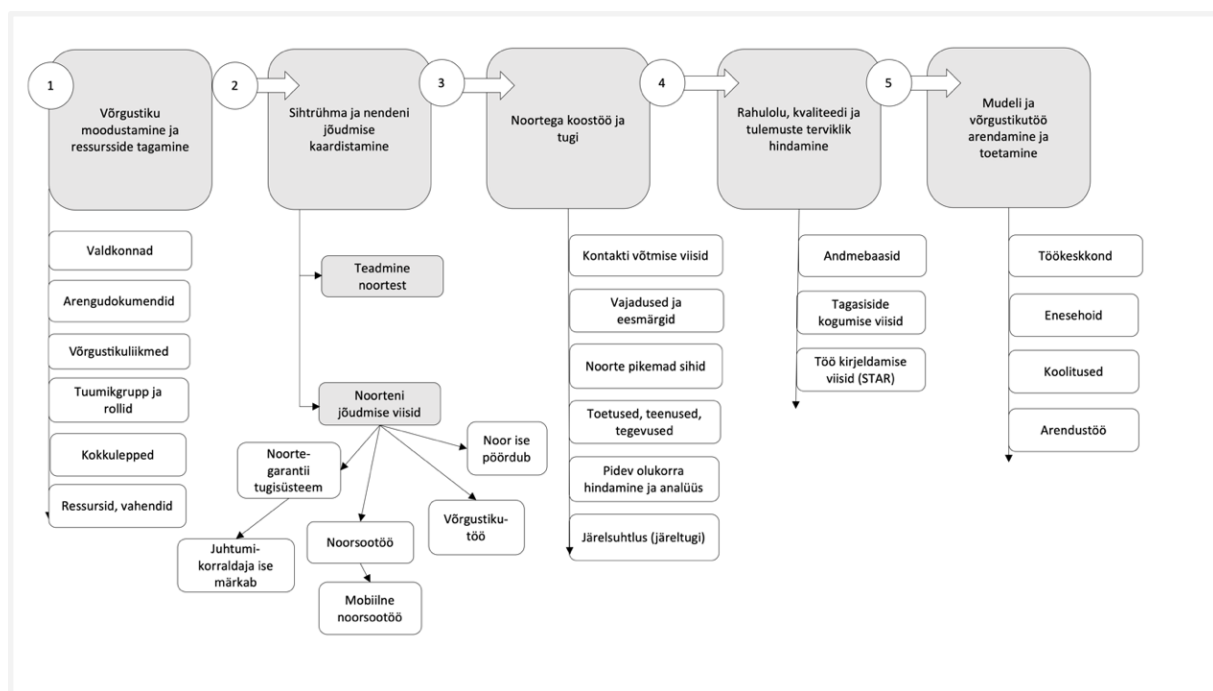 1
Võrgustiku
moodustamine ja
ressursside tagamine
2
Sihtrühma ja nendeni
jõudmise
kaardistamine
3
Noortega koostöö ja
tugi
4
Rahulolu, kvaliteedi ja
tulemuste terviklik
hindamine
5
Mudeli ja
võrgustikutöö
arendamine ja
toetamine
Valdkonnad
Arengudokumendid
Võrgustikuliikmed
Tuumikgrupp ja
rollid
Kokkulepped
Ressursid, vahendid
Teadmine
noortest
Noorteni
jõudmise viisid
Noorte-
garantii
tugisüsteem
Juhtumi-
korraldaja ise
märkab
Noorsootöö
Mobiilne
noorsootöö
Võrgustiku-
töö
Noor ise
pöördub
Kontakti võtmise viisid
Vajadused ja
eesmärgid
Noorte pikemad sihid
Toetused, teenused,
tegevused
Pidev olukorra
hindamine ja analüüs
Järelsuhtlus (järeltugi)
Andmebaasid
Tagasiside
kogumise viisid
Töö kirjeldamise
viisid (STAR)
Töökeskkond
Enesehoid
Koolitused
Arendustöö